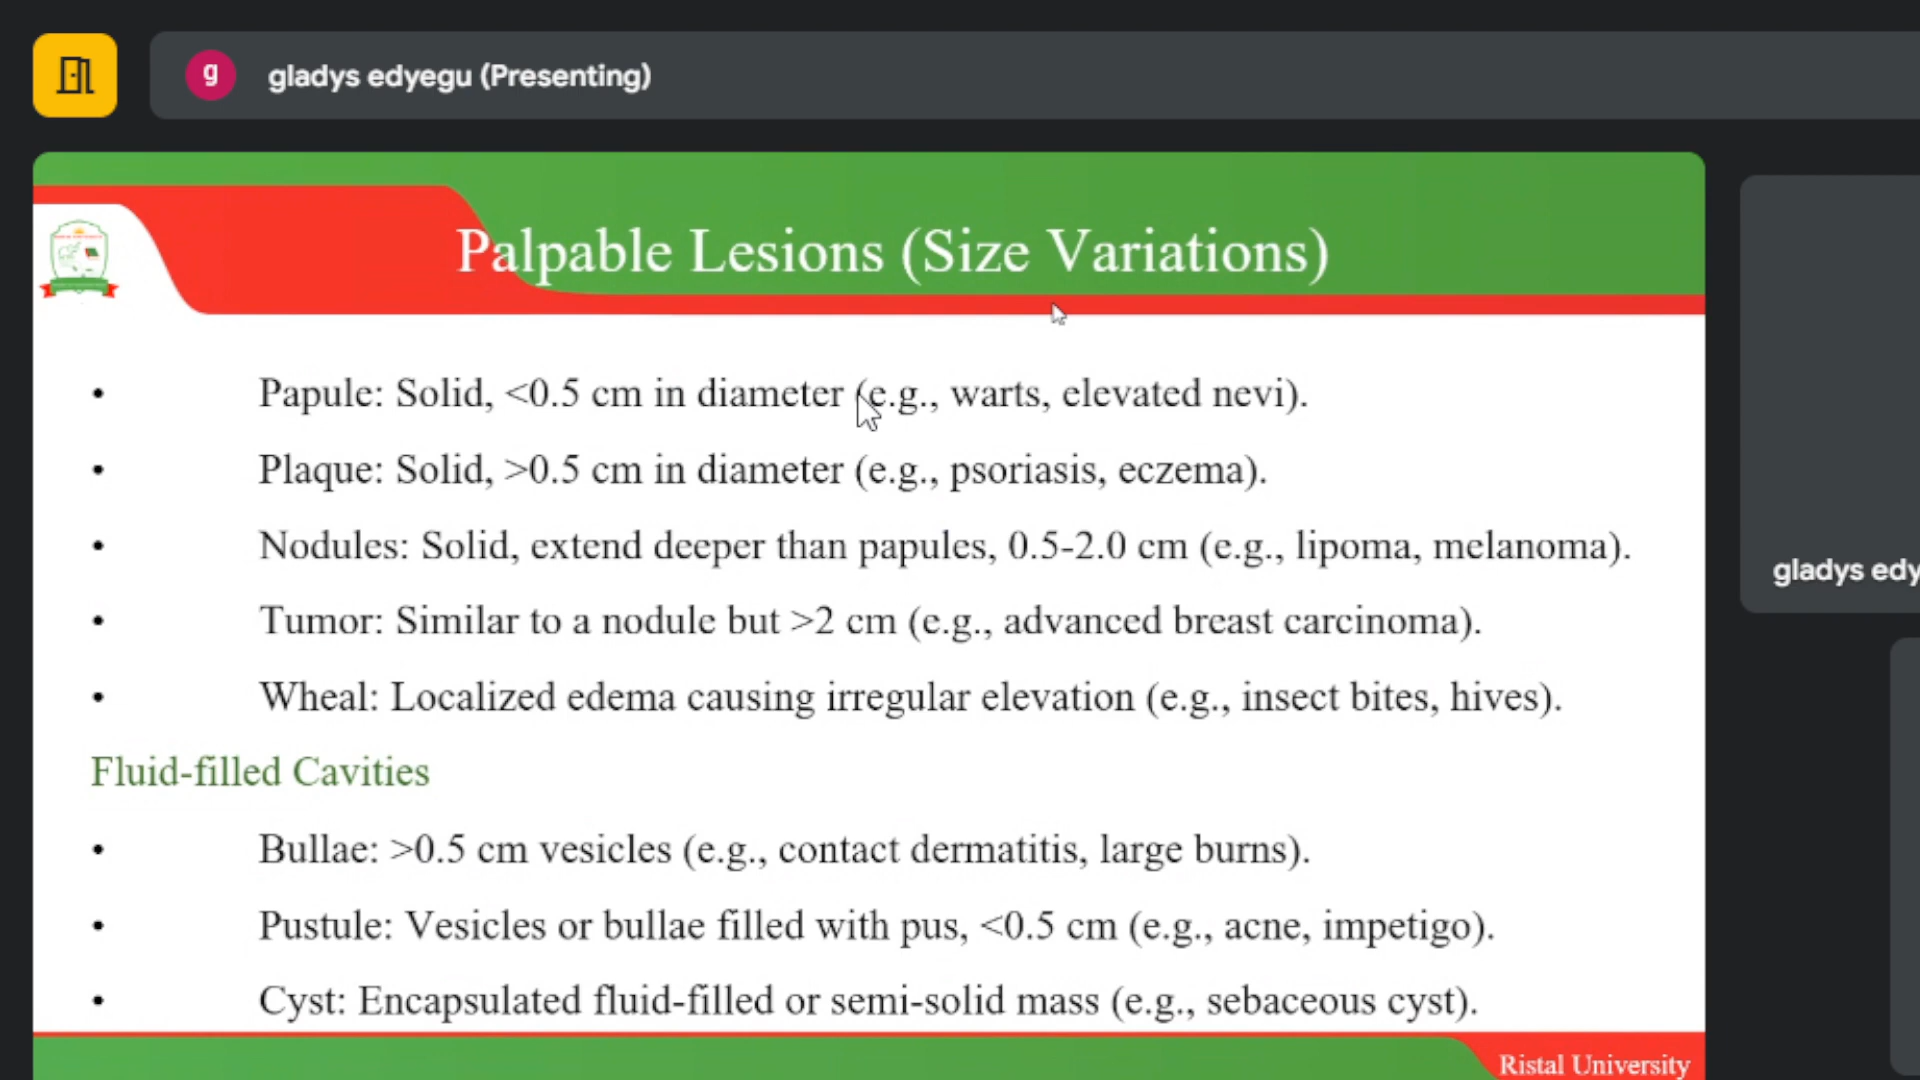 g gladys edyegu (Presenting)
Palpable Lesions (Size Variations)
• Papule: Solid, <0.5 cm in diameter (e.g., warts, elevated nevi).
• Plaque: Solid, >0.5 cm in diameter (e.g., psoriasis, eczema).
• Nodules: Solid, extend deeper than papules, 0.5-2.0 cm (e.g., lipoma, melanoma).
gladys edy
• Tumor: Similar to a nodule but >2 cm (e.g., advanced breast carcinoma).
• Wheal: Localized edema causing irregular elevation (e.g., insect bites, hives).
Fluid-filled Cavities
• Bullae: >0.5 cm vesicles (e.g., contact dermatitis, large burns).
• Pustule: Vesicles or bullae filled with pus, <0.5 cm (e.g., acne, impetigo).
• Cyst: Encapsulated fluid-filled or semi-solid mass (e.g., sebaceous cyst).
Ristal University